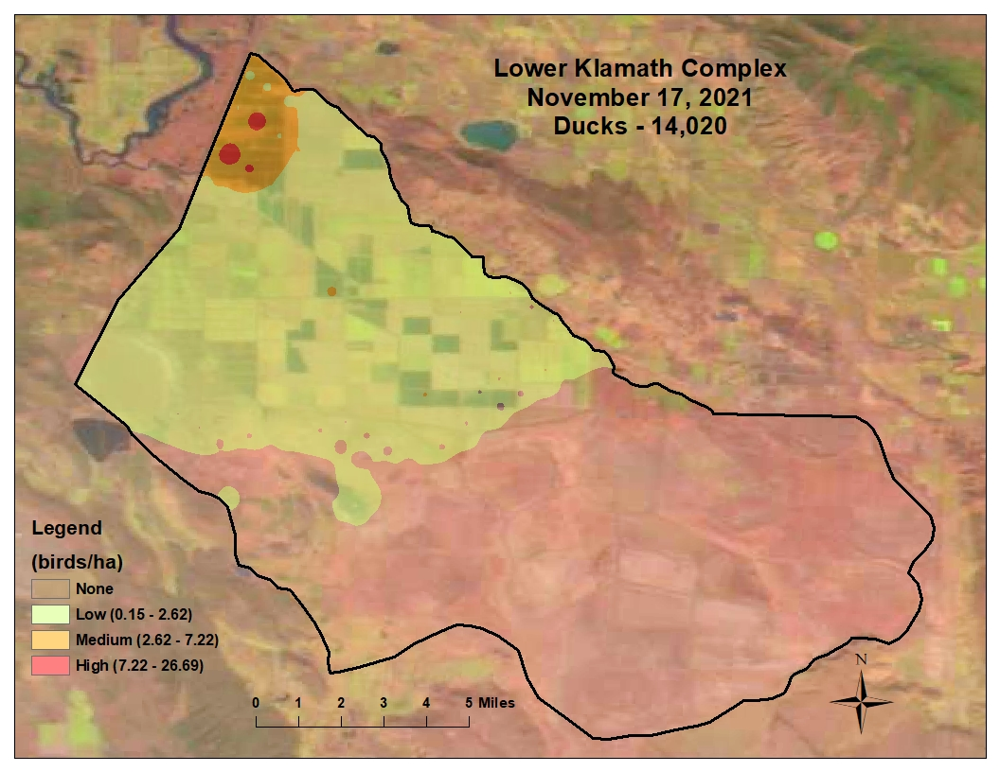 Lower Klamath Complex
November 17, 2021
Ducks - 14,020
Legend
(birds/ha)
None
Low (0.15 - 2.62)
Medium (2.62 - 7.22)
High (7.22 - 26.69)
0 1 2 3 4 5 Miles
N